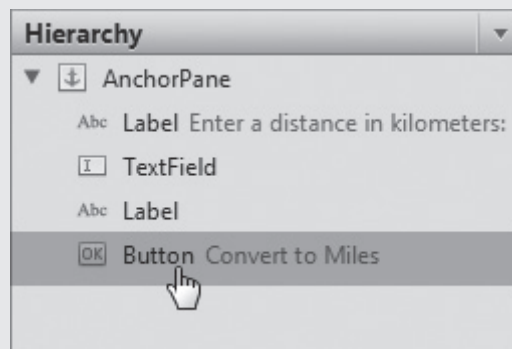 Hierarchy
AnchorPane
Abc Label Enter a distance in kilometers:
I TextField
Abc Label
OK Button Convert to Miles